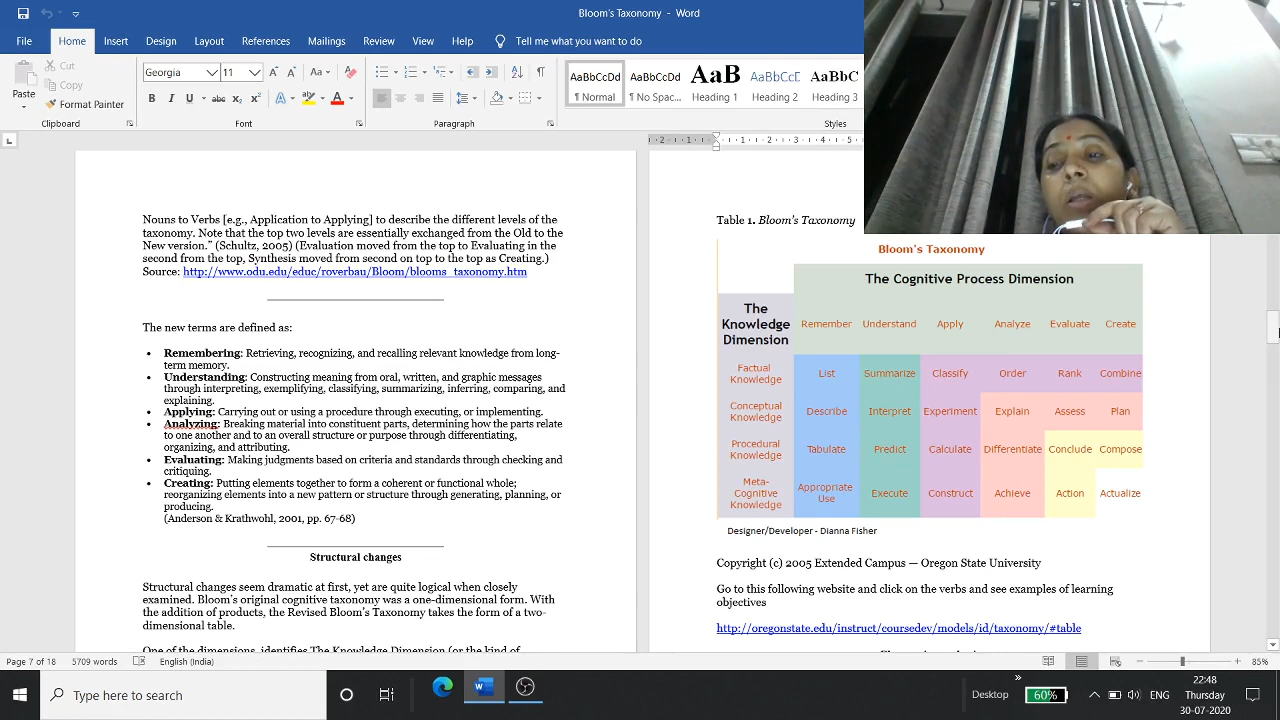 Bloom's Taxonomy - Word
File Home Insert Draw Design Layout References Mailings Review View Help Tell me what you want to do
Paste
Cut
Copy
Format Painter
Clipboard
Georgia 11
Font
Paragraph
AaBbCcDd AaBbCcDd AaB AaBbCcD AaBbC
¶ Normal ¶ No Spac... Heading 1 Heading 2 Heading 3
Styles
Nouns to Verbs [e.g., Application to Applying] to describe the different levels of the
taxonomy. Note that the top two levels are essentially exchanged from the Old to the
New version.” (Schultz, 2005) (Evaluation moved from the top to Evaluating in the
second from the top, Synthesis moved from second on top to the top as Creating.)
Source: http://www.odu.edu/educ/roverbau/Bloom/blooms_taxonomy.htm
The new terms are defined as:
• Remembering: Retrieving, recognizing, and recalling relevant knowledge from long-
term memory.
• Understanding: Constructing meaning from oral, written, and graphic messages
through interpreting, exemplifying, classifying, summarizing, inferring, comparing, and
explaining.
• Applying: Carrying out or using a procedure through executing, or implementing.
• Analyzing: Breaking material into constituent parts, determining how the parts relate
to one another and to an overall structure or purpose through differentiating,
organizing, and attributing.
• Evaluating: Making judgments based on criteria and standards through checking and
critiquing.
• Creating: Putting elements together to form a coherent or functional whole;
reorganizing elements into a new pattern or structure through generating, planning, or
producing.
(Anderson & Krathwohl, 2001, pp. 67-68)
Structural changes
Structural changes seem dramatic at first, yet are quite logical when closely
examined. Bloom's original cognitive taxonomy was a one-dimensional form. With
the addition of products, the Revised Bloom's Taxonomy takes the form of a two-
dimensional table.
One of the dimensions, identifies The Knowledge Dimension (or the kind of
Table 1. Bloom's Taxonomy
Bloom's Taxonomy
The Cognitive Process Dimension
The
Knowledge
Dimension
Remember Understand Apply Analyze Evaluate Create
Factual
Knowledge
List Summarize Classify Order Rank Combine
Conceptual
Knowledge
Describe Interpret Experiment Explain Assess Plan
Procedural
Knowledge
Tabulate Predict Calculate Differentiate Conclude Compose
Meta-
Cognitive
Knowledge
Appropriate
Use
Execute Construct Achieve Action Actualize
Designer/Developer - Dianna Fisher
Copyright (c) 2005 Extended Campus — Oregon State University
Go to this following website and click on the verbs and see examples of learning
objectives
http://oregonstate.edu/instruct/coursedev/models/id/taxonomy/#table
Page 7 of 18 5709 words English (India) 85%
Type here to search
Desktop 60% ENG
22:48
Thursday
30-07-2020